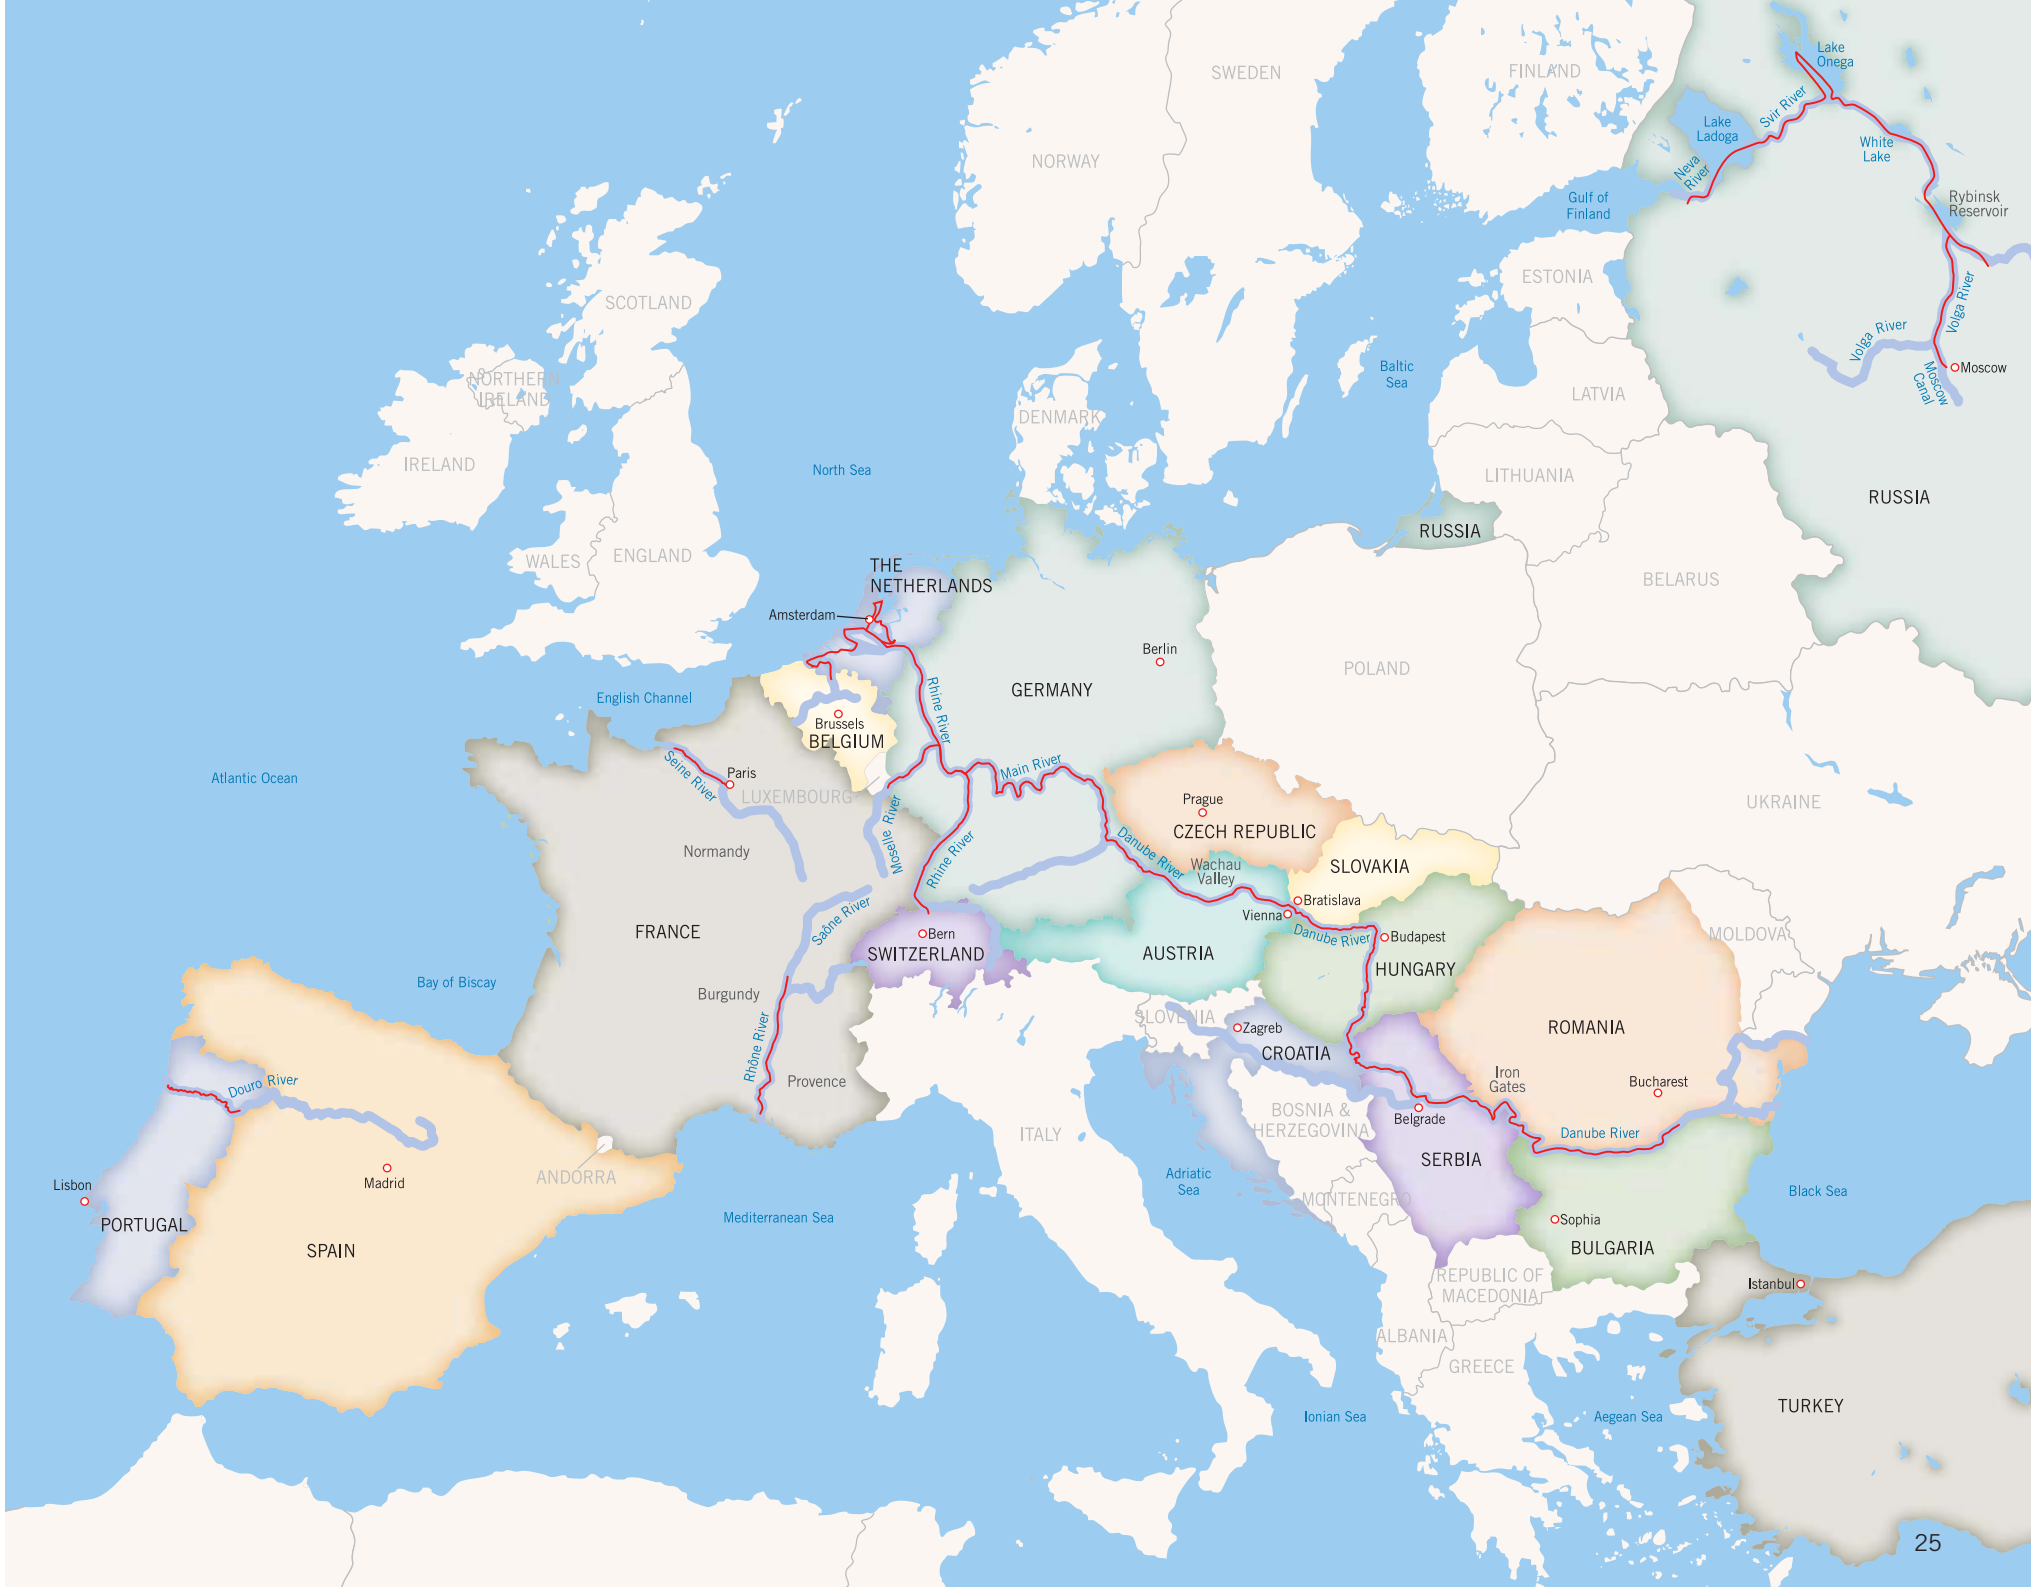 Lake
Onega
SWEDEN
FINLAND
Svir River
Lake
Ladoga
White
Lake
NORWAY
Neva
River
Gulf of
Finland
Rybinsk
Reservoir
ESTONIA
SCOTLAND
Volga River
Volga River
Moscow
Moscow
Canal
Baltic
Sea
NORTHERN
IRELAND
LATVIA
DENMARK
IRELAND
North Sea
LITHUANIA
RUSSIA
RUSSIA
WALES
ENGLAND
THE
NETHERLANDS
BELARUS
Amsterdam
Berlin
POLAND
GERMANY
English Channel
Rhine River
Brussels
BELGIUM
Atlantic Ocean
Seine River
Paris
LUXEMBOURG
Main River
Prague
CZECH REPUBLIC
UKRAINE
Moselle River
Normandy
Rhine River
Danube River
Wachau
Valley
SLOVAKIA
Bratislava
Vienna
Saône River
FRANCE
Bern
SWITZERLAND
Danube River
Budapest
AUSTRIA
HUNGARY
MOLDOVA
Bay of Biscay
Burgundy
SLOVENIA
Zagreb
CROATIA
ROMANIA
Rhône River
Provence
Iron
Gates
Bucharest
Douro River
BOSNIA &
HERZEGOVINA
Belgrade
ITALY
Danube River
SERBIA
ANDORRA
Madrid
Lisbon
Adriatic
Sea
Black Sea
MONTENEGRO
PORTUGAL
Mediterranean Sea
Sophia
SPAIN
BULGARIA
REPUBLIC OF
MACEDONIA
Istanbul
ALBANIA
GREECE
TURKEY
Ionian Sea
Aegean Sea
25